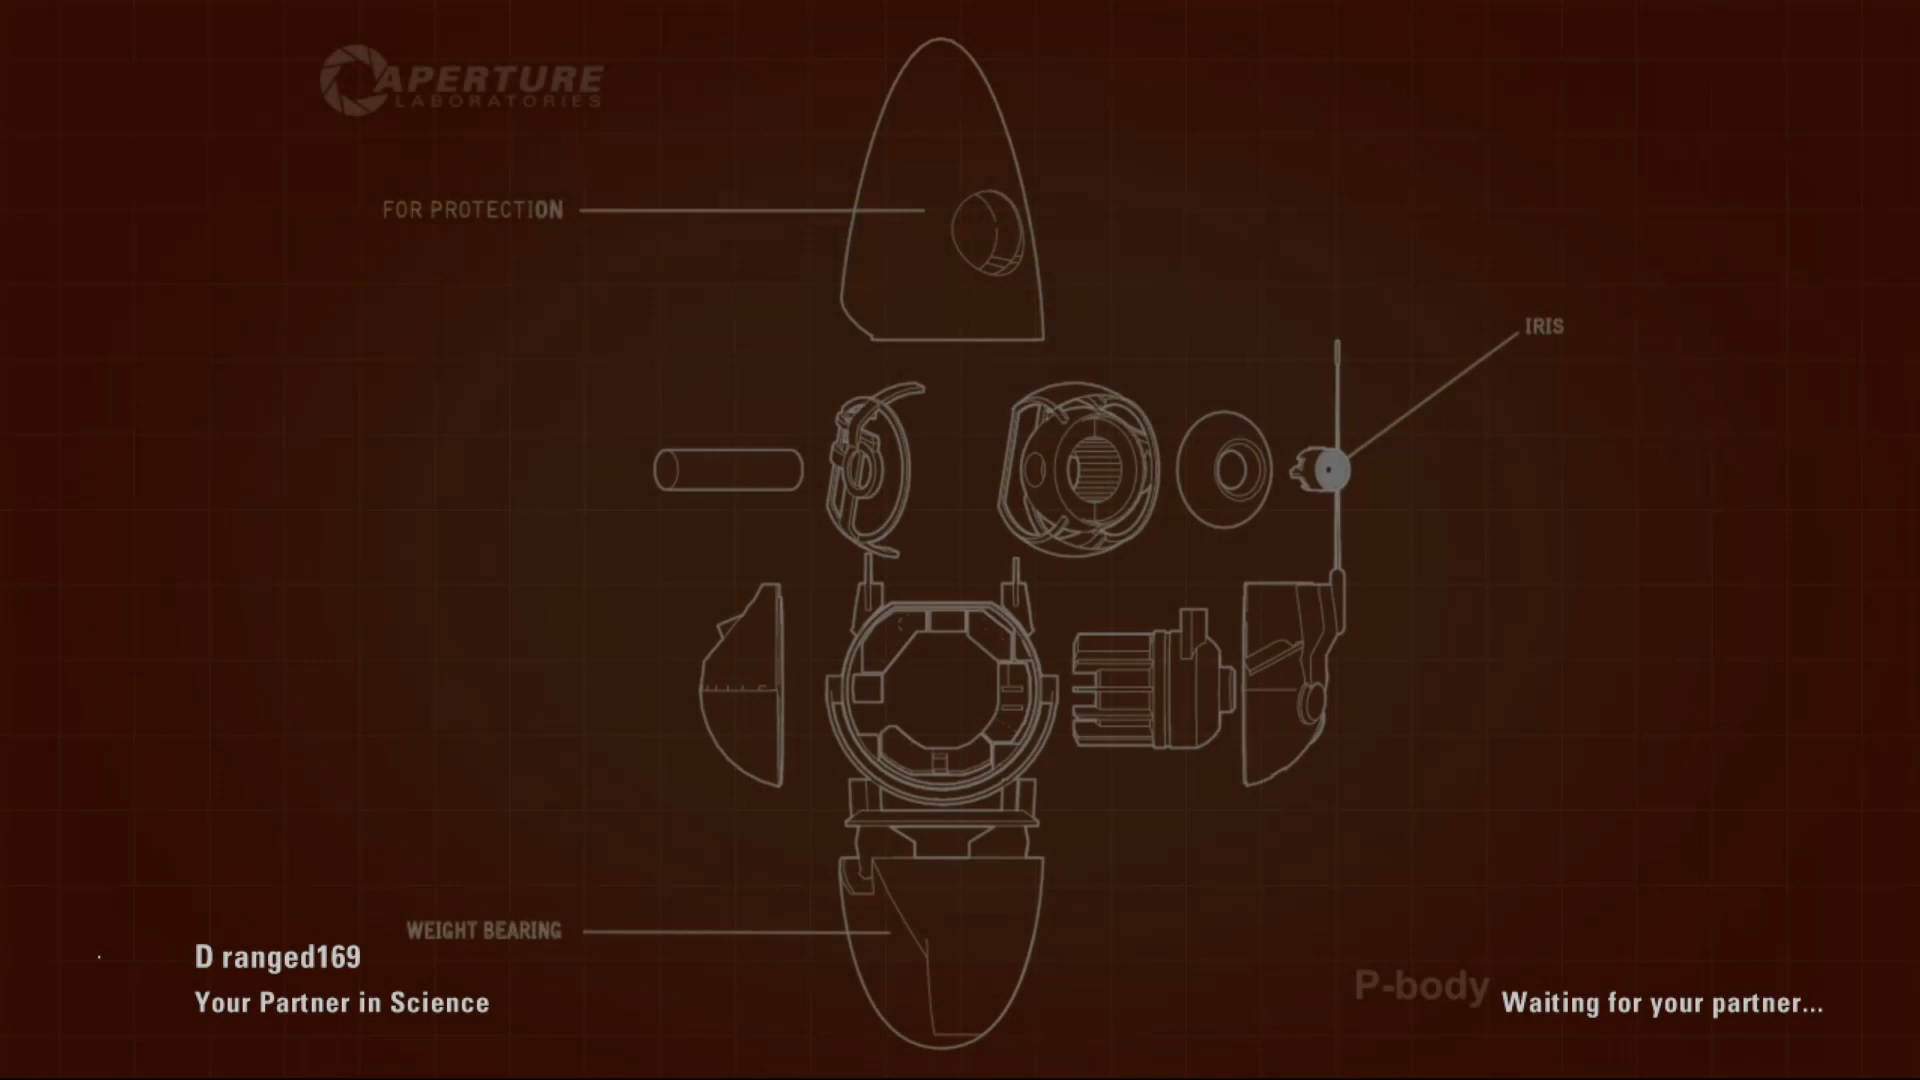 APERTURE
LABORATORIES
FOR PROTECTION
IRIS
WEIGHT BEARING
D ranged169
Your Partner in Science
P-body
Waiting for your partner...